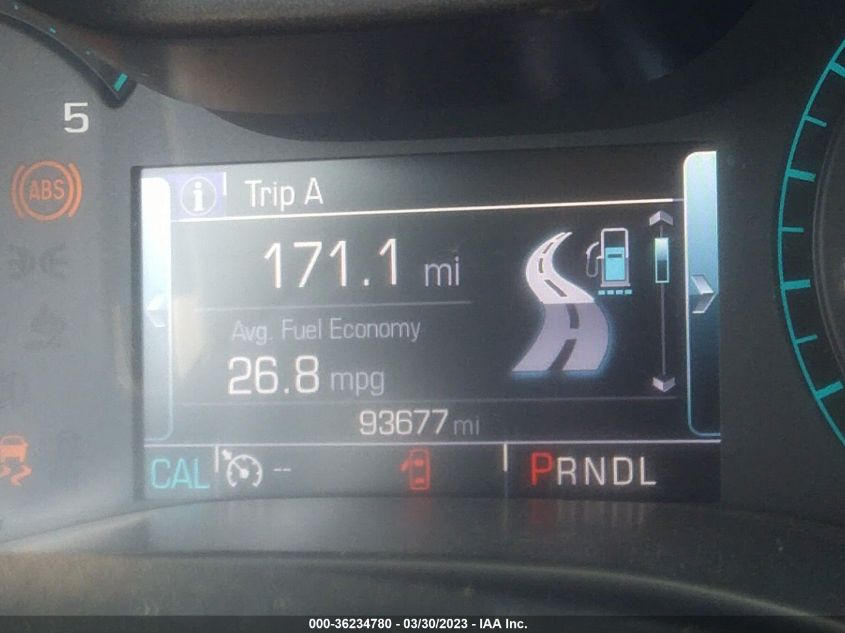 5
ABS
i Trip A
171.1 mi
Avg. Fuel Economy
26.8 mpg
93677 mi
CAL -- PRNDL
000-36234780 - 03/30/2023 - IAA Inc.